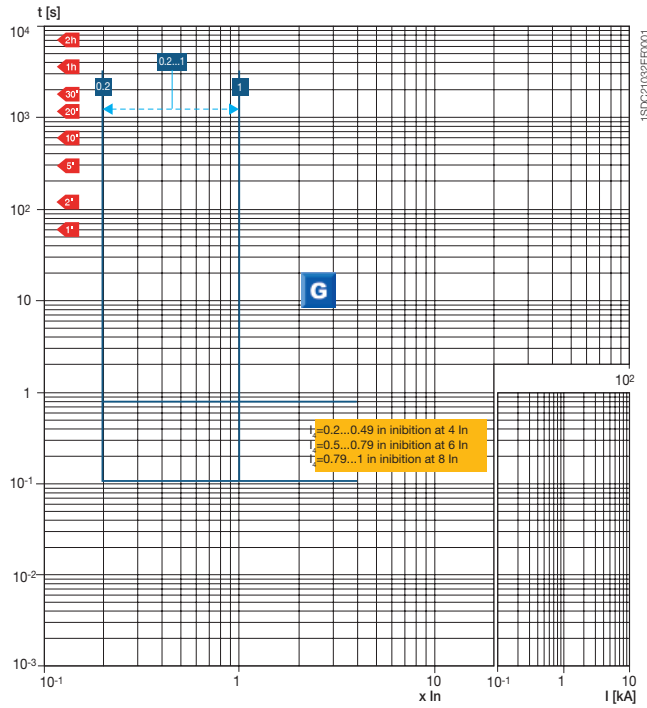 t [s]
10⁴
2h
1h
30'
20'
10³
10'
5'
2'
10²
1'
10
1
10-1
10-2
10-3
0.2
0.2...1
1
G
I4=0.2...0.49 in inibition at 4 In
I4=0.5...0.79 in inibition at 6 In
I4=0.79...1 in inibition at 8 In
10-1
1
10
x In
10²
10-1
1
10
I [kA]